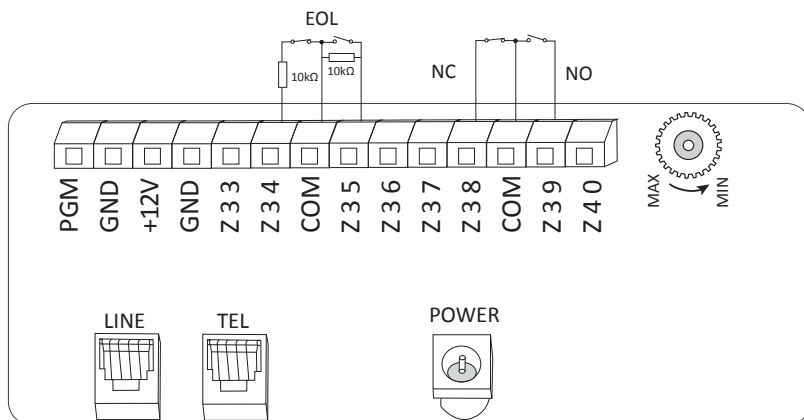 EOL
10kΩ
10kΩ
NC
NO
PGM
GND
+12V
GND
Z33
Z34
COM
Z35
Z36
Z37
Z38
COM
Z39
Z40
MAX
MIN
LINE
TEL
POWER